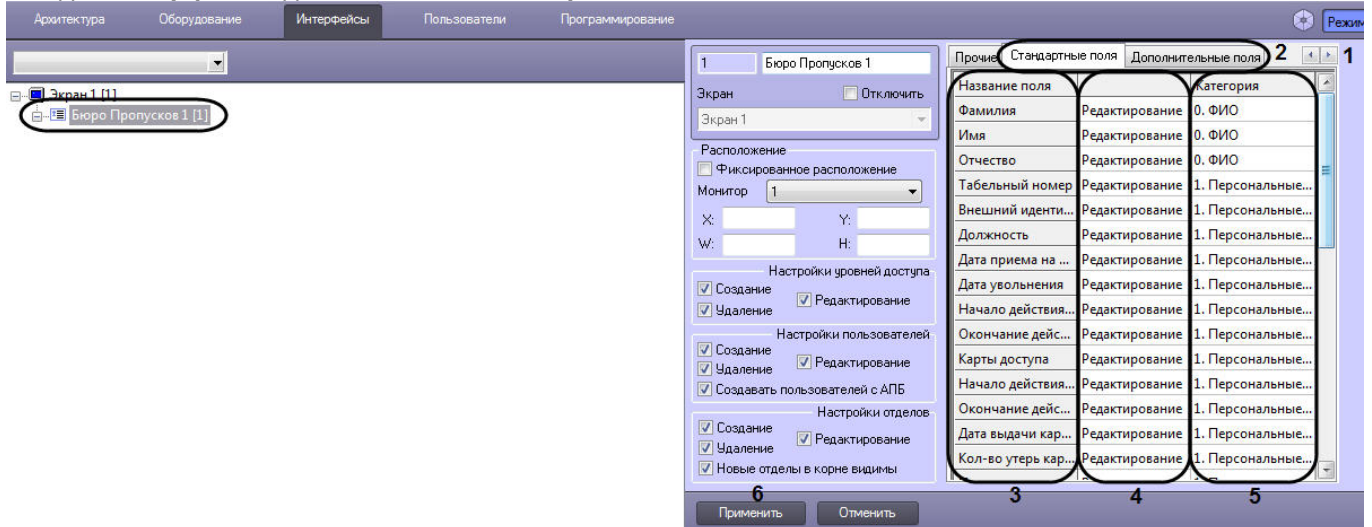 Архитектура Оборудование Интерфейсы Пользователи Программирование Режим
Экран 1 [1]
Бюро Пропусков 1 [1]
1 Бюро Пропусков 1
Экран Отключить
Экран 1
Расположение
Фиксированное расположение
Монитор 1
X: Y:
W: H:
Настройки уровней доступа
Создание
Редактирование
Удаление
Настройки пользователей
Создание
Редактирование
Удаление
Создавать пользователей с АПБ
Настройки отделов
Создание
Редактирование
Удаление
Новые отделы в корне видимы
6
Применить Отменить
Прочие Стандартные поля Дополнительные поля 2 1
Название поля Категория
Фамилия Редактирование 0. ФИО
Имя Редактирование 0. ФИО
Отчество Редактирование 0. ФИО
Табельный номер Редактирование 1. Персональные...
Внешний иденти... Редактирование 1. Персональные...
Должность Редактирование 1. Персональные...
Дата приема на ... Редактирование 1. Персональные...
Дата увольнения Редактирование 1. Персональные...
Начало действия... Редактирование 1. Персональные...
Окончание дейс... Редактирование 1. Персональные...
Карты доступа Редактирование 1. Персональные...
Начало действия... Редактирование 1. Персональные...
Окончание дейс... Редактирование 1. Персональные...
Дата выдачи кар... Редактирование 1. Персональные...
Кол-во утерь кар... Редактирование 1. Персональные...
3 4 5